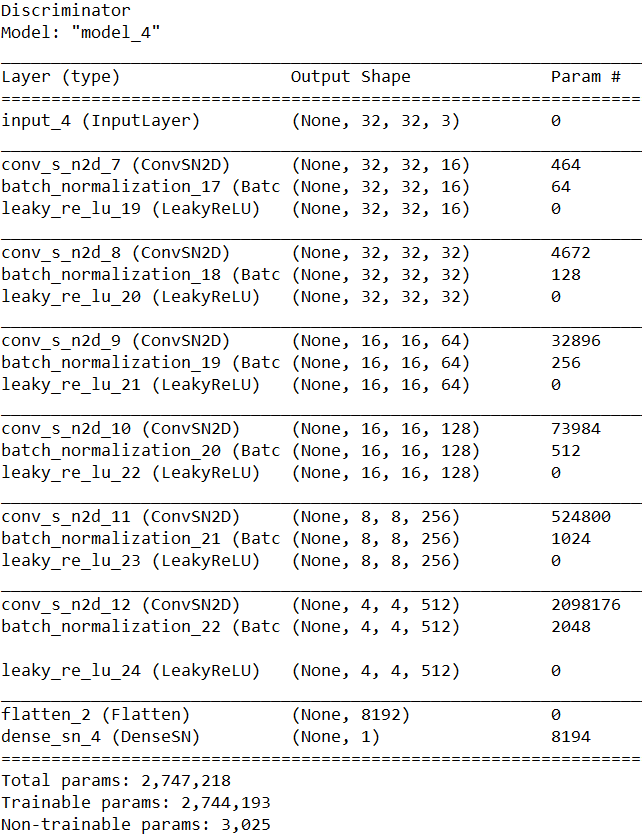 Discriminator
Model: "model_4"
Layer (type) Output Shape Param #
input_4 (InputLayer) (None, 32, 32, 3) 0
conv_s_n2d_7 (ConvSN2D) (None, 32, 32, 16) 464
batch_normalization_17 (Batc (None, 32, 32, 16) 64
leaky_re_lu_19 (LeakyReLU) (None, 32, 32, 16) 0
conv_s_n2d_8 (ConvSN2D) (None, 32, 32, 32) 4672
batch_normalization_18 (Batc (None, 32, 32, 32) 128
leaky_re_lu_20 (LeakyReLU) (None, 32, 32, 32) 0
conv_s_n2d_9 (ConvSN2D) (None, 16, 16, 64) 32896
batch_normalization_19 (Batc (None, 16, 16, 64) 256
leaky_re_lu_21 (LeakyReLU) (None, 16, 16, 64) 0
conv_s_n2d_10 (ConvSN2D) (None, 16, 16, 128) 73984
batch_normalization_20 (Batc (None, 16, 16, 128) 512
leaky_re_lu_22 (LeakyReLU) (None, 16, 16, 128) 0
conv_s_n2d_11 (ConvSN2D) (None, 8, 8, 256) 524800
batch_normalization_21 (Batc (None, 8, 8, 256) 1024
leaky_re_lu_23 (LeakyReLU) (None, 8, 8, 256) 0
conv_s_n2d_12 (ConvSN2D) (None, 4, 4, 512) 2098176
batch_normalization_22 (Batc (None, 4, 4, 512) 2048
leaky_re_lu_24 (LeakyReLU) (None, 4, 4, 512) 0
flatten_2 (Flatten) (None, 8192) 0
dense_sn_4 (DenseSN) (None, 1) 8194
Total params: 2,747,218
Trainable params: 2,744,193
Non-trainable params: 3,025